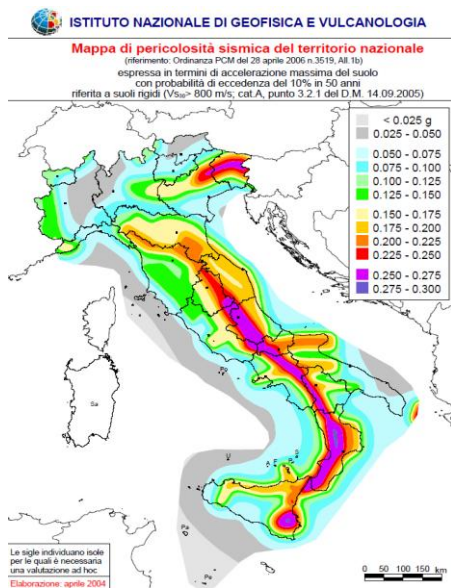 ISTITUTO NAZIONALE DI GEOFISICA E VULCANOLOGIA
Mappa di pericolosità sismica del territorio nazionale
(riferimento: Ordinanza PCM del 28 aprile 2006 n.3519, All.1b)
espressa in termini di accelerazione massima del suolo
con probabilità di eccedenza del 10% in 50 anni
riferita a suoli rigidi (Vs₃₀> 800 m/s; cat.A, punto 3.2.1 del D.M. 14.09.2005)
< 0.025 g
0.025 - 0.050
0.050 - 0.075
0.075 - 0.100
0.100 - 0.125
0.125 - 0.150
0.150 - 0.175
0.175 - 0.200
0.200 - 0.225
0.225 - 0.250
0.250 - 0.275
0.275 - 0.300
Sa
Po
U
Pa
Pe
Le sigle individuano isole
per le quali è necessaria
una valutazione ad hoc
Elaborazione: aprile 2004
0 50 100 150 km